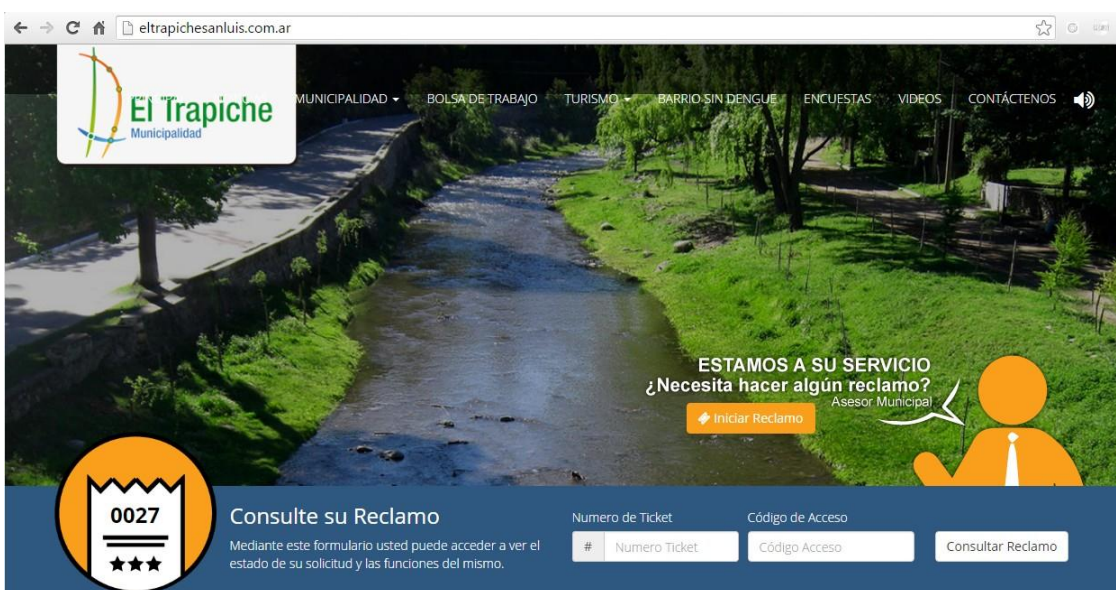 eltrapichesanluis.com.ar
El Trapiche
Municipalidad
MUNICIPALIDAD
BOLSA DE TRABAJO
TURISMO
BARRIO SIN DENGUE
ENCUESTAS
VIDEOS
CONTÁCTENOS
ESTAMOS A SU SERVICIO
¿Necesita hacer algún reclamo?
Asesor Municipal
Iniciar Reclamo
0027
Consulte su Reclamo
Mediante este formulario usted puede acceder a ver el
estado de su solicitud y las funciones del mismo.
Numero de Ticket
# Numero Ticket
Código de Acceso
Código Acceso
Consultar Reclamo